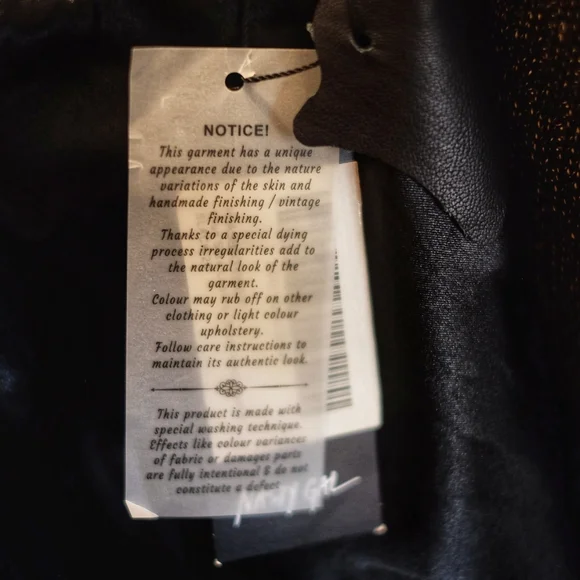 NOTICE!
This garment has a unique
appearance due to the nature
variations of the skin and
handmade finishing / vintage
finishing.
Thanks to a special dying
process irregularities add to
the natural look of the
garment.
Colour may rub off on other
clothing or light colour
upholstery.
Follow care instructions to
maintain its authentic look.
This product is made with
special washing technique.
Effects like colour variances
of fabric or damages parts
are fully intentional & do not
constitute a defect